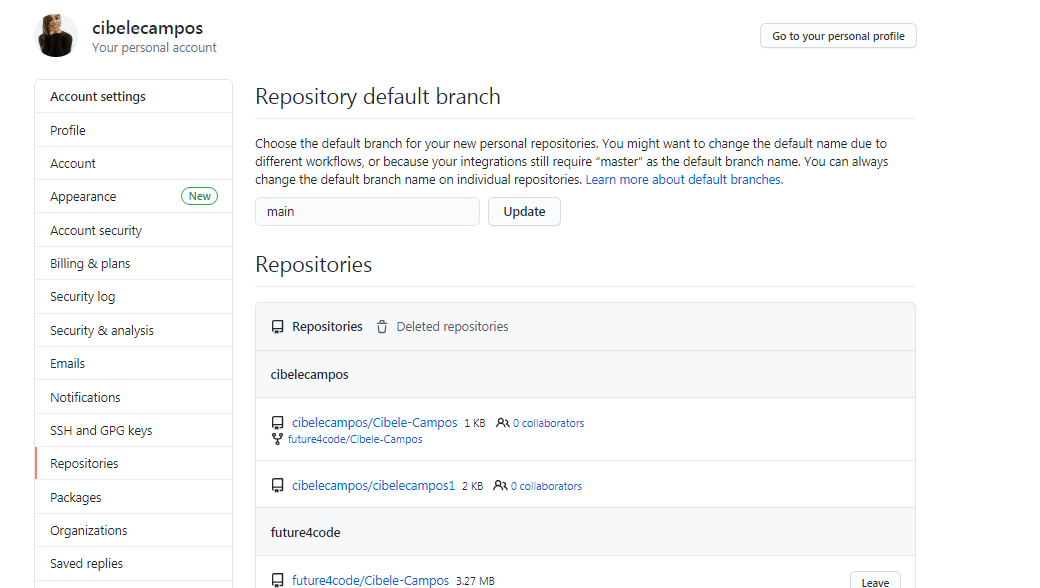 cibelecampos
Your personal account
Go to your personal profile
Account settings
Profile
Account
Appearance New
Account security
Billing & plans
Security log
Security & analysis
Emails
Notifications
SSH and GPG keys
Repositories
Packages
Organizations
Saved replies
Repository default branch
Choose the default branch for your new personal repositories. You might want to change the default name due to
different workflows, or because your integrations still require “master” as the default branch name. You can always
change the default branch name on individual repositories. Learn more about default branches.
main Update
Repositories
Repositories Deleted repositories
cibelecampos
cibelecampos/Cibele-Campos 1 KB 0 collaborators
future4code/Cibele-Campos
cibelecampos/cibelecampos1 2 KB 0 collaborators
future4code
future4code/Cibele-Campos 3.27 MB Leave